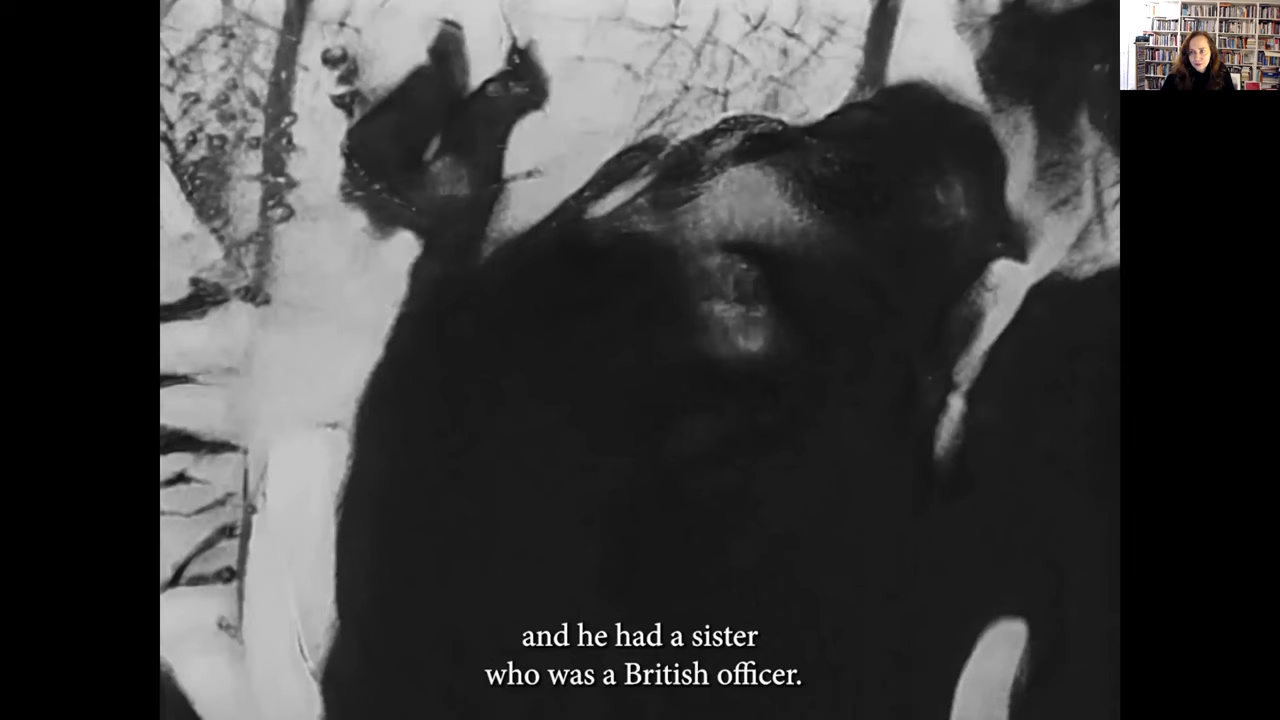 and he had a sister
who was a British officer.